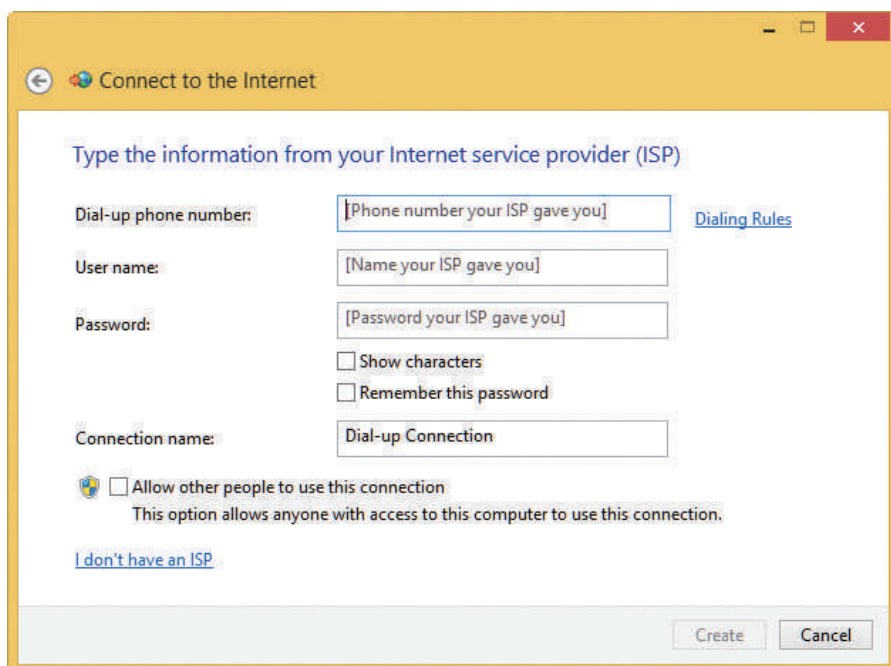 Connect to the Internet
Type the information from your Internet service provider (ISP)
Dial-up phone number: [Phone number your ISP gave you] Dialing Rules
User name: [Name your ISP gave you]
Password: [Password your ISP gave you]
Show characters
Remember this password
Connection name: Dial-up Connection
Allow other people to use this connection
This option allows anyone with access to this computer to use this connection.
I don't have an ISP
Create Cancel